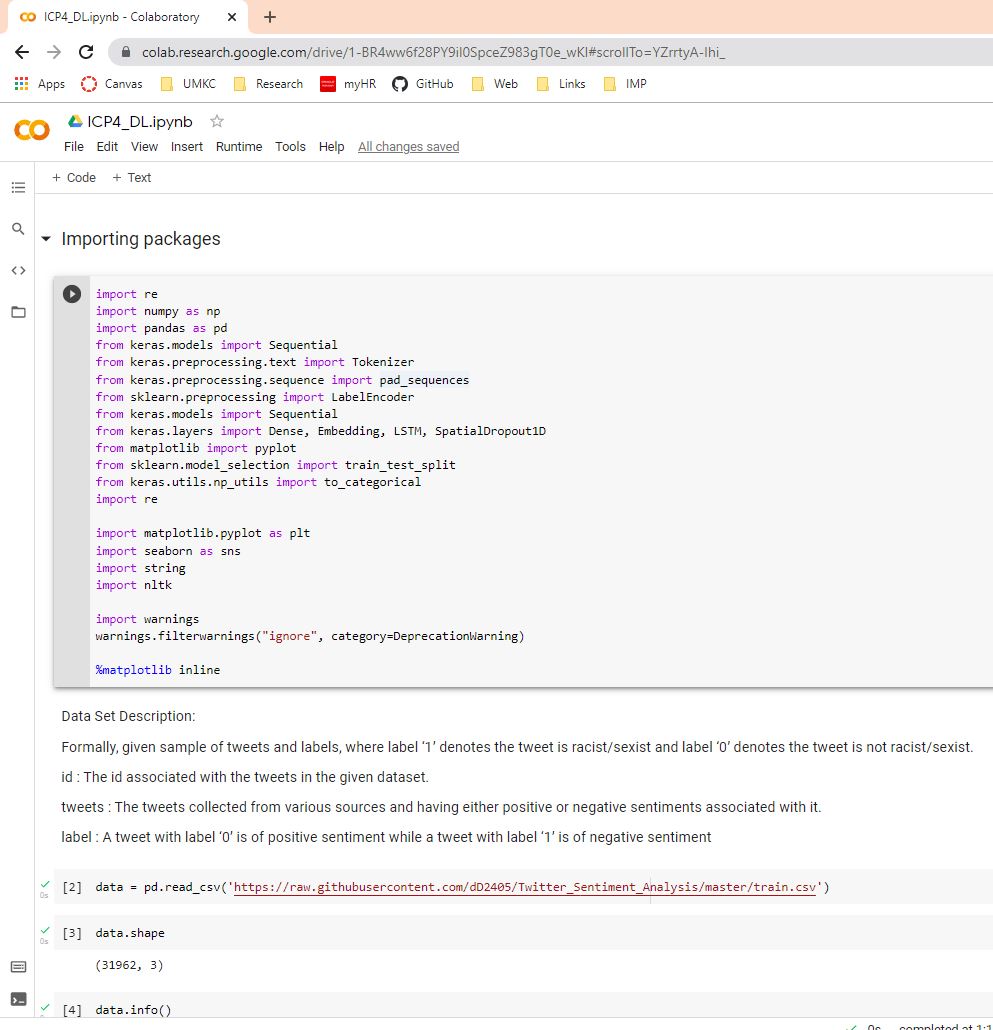 ICP4_DL.ipynb - Colaboratory
colab.research.google.com/drive/1-BR4ww6f28PY9iI0SpceZ983gT0e_wKI#scrollTo=YZrrtyA-Ihi_
Apps Canvas UMKC Research myHR GitHub Web Links IMP
ICP4_DL.ipynb
File Edit View Insert Runtime Tools Help All changes saved
+ Code + Text
Importing packages
import re
import numpy as np
import pandas as pd
from keras.models import Sequential
from keras.preprocessing.text import Tokenizer
from keras.preprocessing.sequence import pad_sequences
from sklearn.preprocessing import LabelEncoder
from keras.models import Sequential
from keras.layers import Dense, Embedding, LSTM, SpatialDropout1D
from matplotlib import pyplot
from sklearn.model_selection import train_test_split
from keras.utils.np_utils import to_categorical
import re
import matplotlib.pyplot as plt
import seaborn as sns
import string
import nltk
import warnings
warnings.filterwarnings("ignore", category=DeprecationWarning)
%matplotlib inline
Data Set Description:
Formally, given sample of tweets and labels, where label ‘1’ denotes the tweet is racist/sexist and label ‘0’ denotes the tweet is not racist/sexist.
id : The id associated with the tweets in the given dataset.
tweets : The tweets collected from various sources and having either positive or negative sentiments associated with it.
label : A tweet with label ‘0’ is of positive sentiment while a tweet with label ‘1’ is of negative sentiment
[2] data = pd.read_csv('https://raw.githubusercontent.com/dD2405/Twitter_Sentiment_Analysis/master/train.csv')
0s
[3] data.shape
0s
(31962, 3)
[4] data.info()
0s completed at 1:1